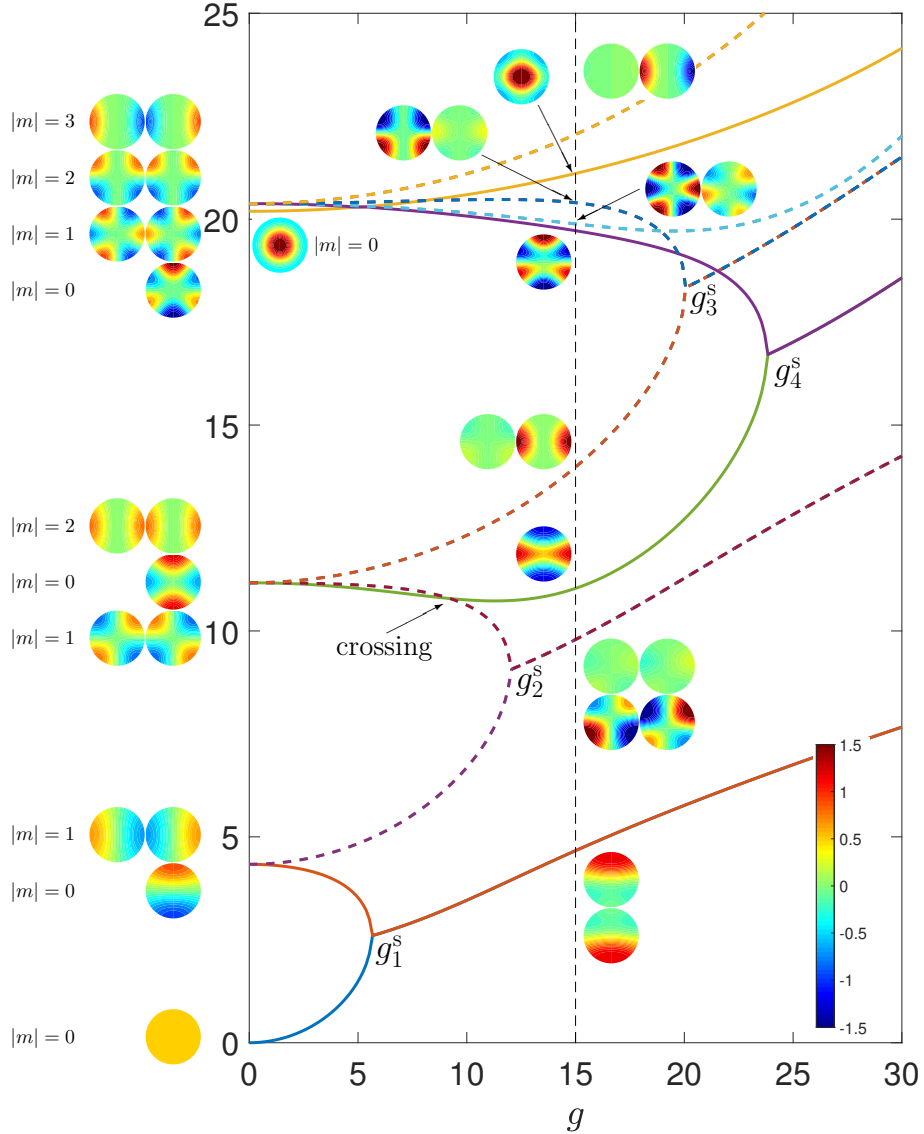 25
|m| = 3
|m| = 2
20
|m| = 1
|m| = 0
|m| = 0
g₃ˢ
g₄ˢ
15
|m| = 2
|m| = 0
10
|m| = 1
crossing
g₂ˢ
1.5
1
0.5
0
-0.5
-1
-1.5
5
|m| = 1
|m| = 0
g₁ˢ
|m| = 0
0
0 5 10 15 20 25 30
g